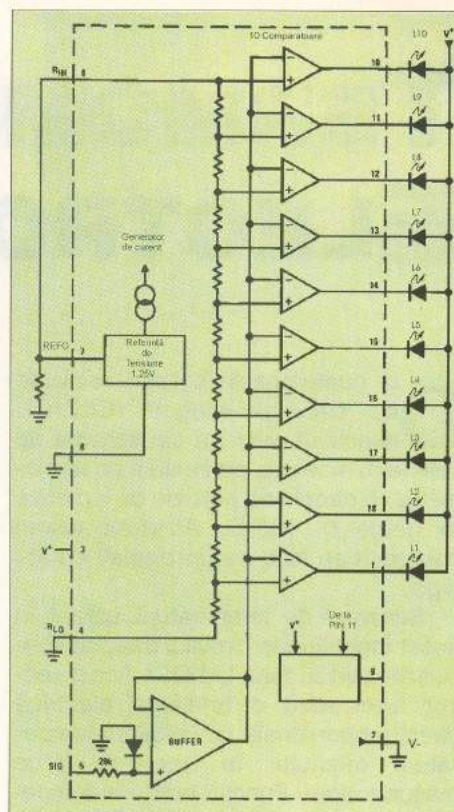 10 Comparatoare
L10
V+
RHI 6
10
11 L9
12 L8
13 L7
14 L6
15 L5
16 L4
17 L3
18 L2
1 L1
Generator
de curent
REFO 7
Referință
de
Tensiune
1.25V
8
V+ 3
RLO 4
V+
De la
PIN 11
9
2 V-
BUFFER
SIG 5 20k